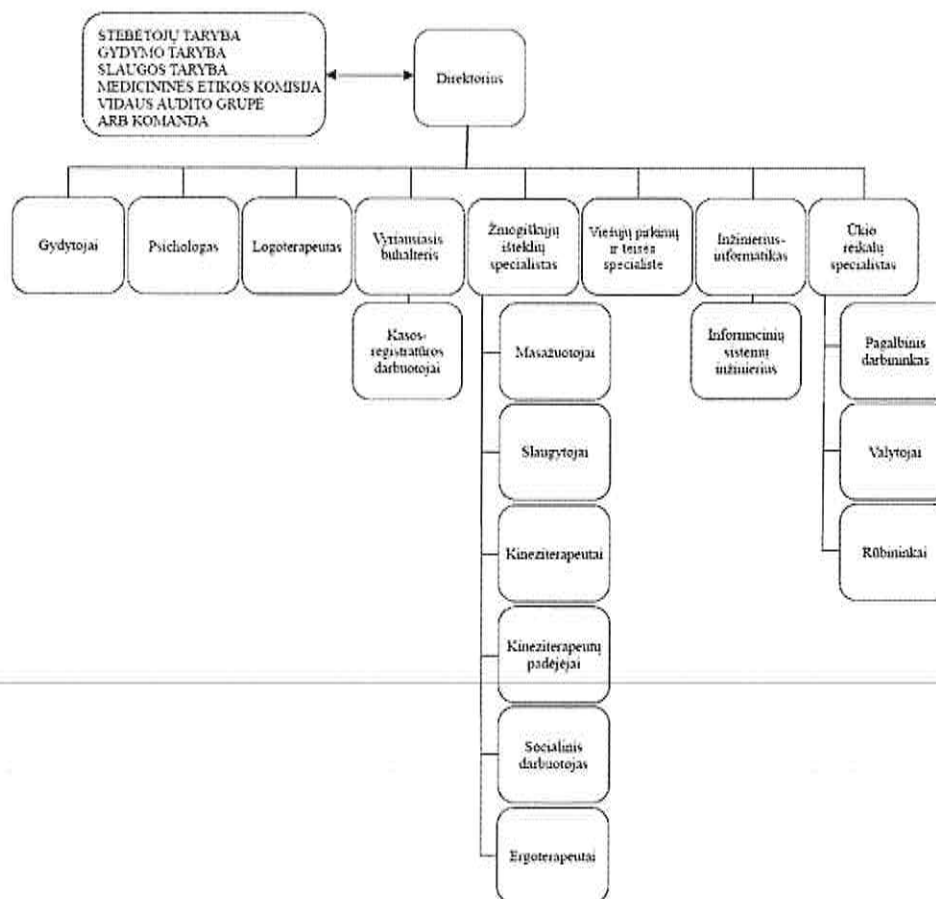 STEBĖTOJŲ TARYBA
GYDYMO TARYBA
SLAUGOS TARYBA
MEDICININĖS ETIKOS KOMISIJA
VIDAUS AUDITO GRUPĖ
ARB KOMANDA
Direktorius
Gydytojai
Psichologas
Logoterapeutas
Vyriausiasis
buhalteris
Žmogiškųjų
išteklių
specialistas
Viešųjų pirkimų
ir teisės
specialistė
Inžinierius-
informatikas
Ūkio
reikalų
specialistas
Kasos-
registratūros
darbuotojai
Masažuotojai
Informacinių
sistemų
inžinierius
Pagalbinis
darbininkas
Slaugytojai
Valytojai
Kineziterapeutai
Rūbininkai
Kineziterapeutų
padėjėjai
Socialinis
darbuotojas
Ergoterapeutai